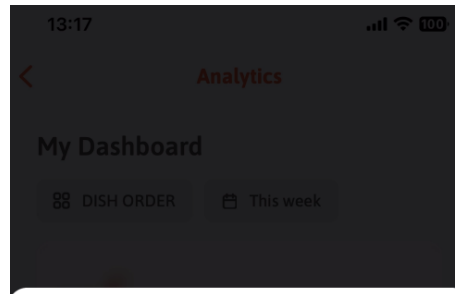 13:17
100
Analytics
My Dashboard
DISH ORDER
This week